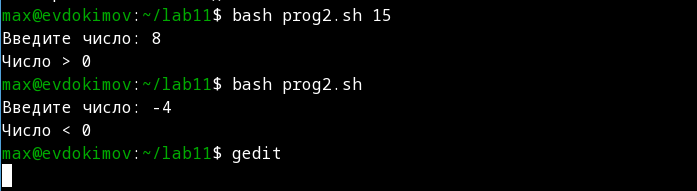 max@evdokimov:~/lab11$ bash prog2.sh 15
Введите число: 8
Число > 0
max@evdokimov:~/lab11$ bash prog2.sh
Введите число: -4
Число < 0
max@evdokimov:~/lab11$ gedit